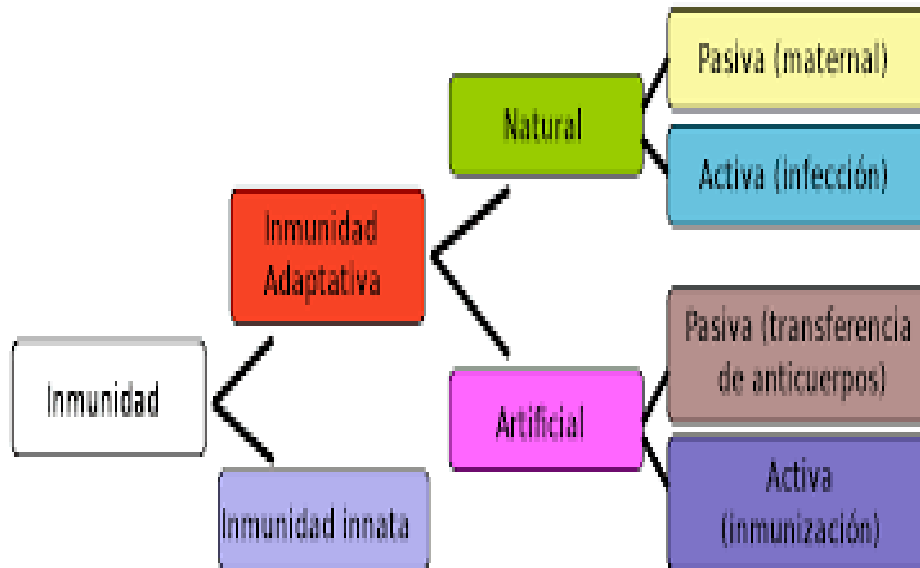 Pasiva (maternal)
Natural
Activa (infección)
Inmunidad
Adaptativa
Pasiva (transferencia
de anticuerpos)
Inmunidad
Artificial
Activa
(inmunización)
Inmunidad innata